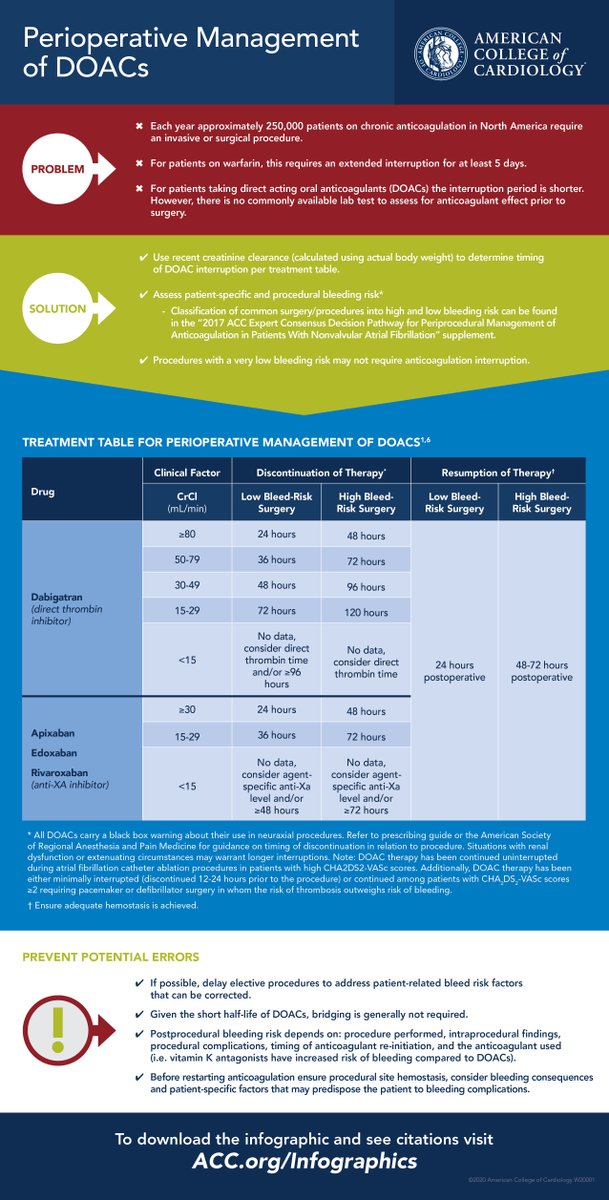 Perioperative Management
of DOACs
AMERICAN
COLLEGE of
CARDIOLOGY
PROBLEM
✖ Each year approximately 250,000 patients on chronic anticoagulation in North America require
an invasive or surgical procedure.
✖ For patients on warfarin, this requires an extended interruption for at least 5 days.
✖ For patients taking direct acting oral anticoagulants (DOACs) the interruption period is shorter.
However, there is no commonly available lab test to assess for anticoagulant effect prior to
surgery.
SOLUTION
✔ Use recent creatinine clearance (calculated using actual body weight) to determine timing
of DOAC interruption per treatment table.
✔ Assess patient-specific and procedural bleeding risk*
- Classification of common surgery/procedures into high and low bleeding risk can be found
in the “2017 ACC Expert Consensus Decision Pathway for Periprocedural Management of
Anticoagulation in Patients With Nonvalvular Atrial Fibrillation” supplement.
✔ Procedures with a very low bleeding risk may not require anticoagulation interruption.
TREATMENT TABLE FOR PERIOPERATIVE MANAGEMENT OF DOACS1,6
Drug
Clinical Factor
Discontinuation of Therapy*
Resumption of Therapy†
CrCl
(mL/min)
Low Bleed-Risk
Surgery
High Bleed-
Risk Surgery
Low Bleed-
Risk Surgery
High Bleed-
Risk Surgery
Dabigatran
(direct thrombin
inhibitor)
≥80 24 hours 48 hours
50-79 36 hours 72 hours
30-49 48 hours 96 hours
15-29 72 hours 120 hours
<15
No data,
consider direct
thrombin time
and/or ≥96
hours
No data,
consider direct
thrombin time
24 hours
postoperative
48-72 hours
postoperative
Apixaban
Edoxaban
Rivaroxaban
(anti-XA inhibitor)
≥30 24 hours 48 hours
15-29 36 hours 72 hours
<15
No data,
consider agent-
specific anti-Xa
level and/or
≥48 hours
No data,
consider agent-
specific anti-Xa
level and/or
≥72 hours
* All DOACs carry a black box warning about their use in neuraxial procedures. Refer to prescribing guide or the American Society
of Regional Anesthesia and Pain Medicine for guidance on timing of discontinuation in relation to procedure. Situations with renal
dysfunction or extenuating circumstances may warrant longer interruptions. Note: DOAC therapy has been continued uninterrupted
during atrial fibrillation catheter ablation procedures in patients with high CHA2DS2-VASc scores. Additionally, DOAC therapy has been
either minimally interrupted (discontinued 12-24 hours prior to the procedure) or continued among patients with CHA₂DS₂-VASc scores
≥2 requiring pacemaker or defibrillator surgery in whom the risk of thrombosis outweighs risk of bleeding.
† Ensure adequate hemostasis is achieved.
PREVENT POTENTIAL ERRORS
✔ If possible, delay elective procedures to address patient-related bleed risk factors
that can be corrected.
✔ Given the short half-life of DOACs, bridging is generally not required.
✔ Postprocedural bleeding risk depends on: procedure performed, intraprocedural findings,
procedural complications, timing of anticoagulant re-initiation, and the anticoagulant used
(i.e. vitamin K antagonists have increased risk of bleeding compared to DOACs).
✔ Before restarting anticoagulation ensure procedural site hemostasis, consider bleeding consequences
and patient-specific factors that may predispose the patient to bleeding complications.
To download the infographic and see citations visit
ACC.org/Infographics
©2020 American College of Cardiology W20001